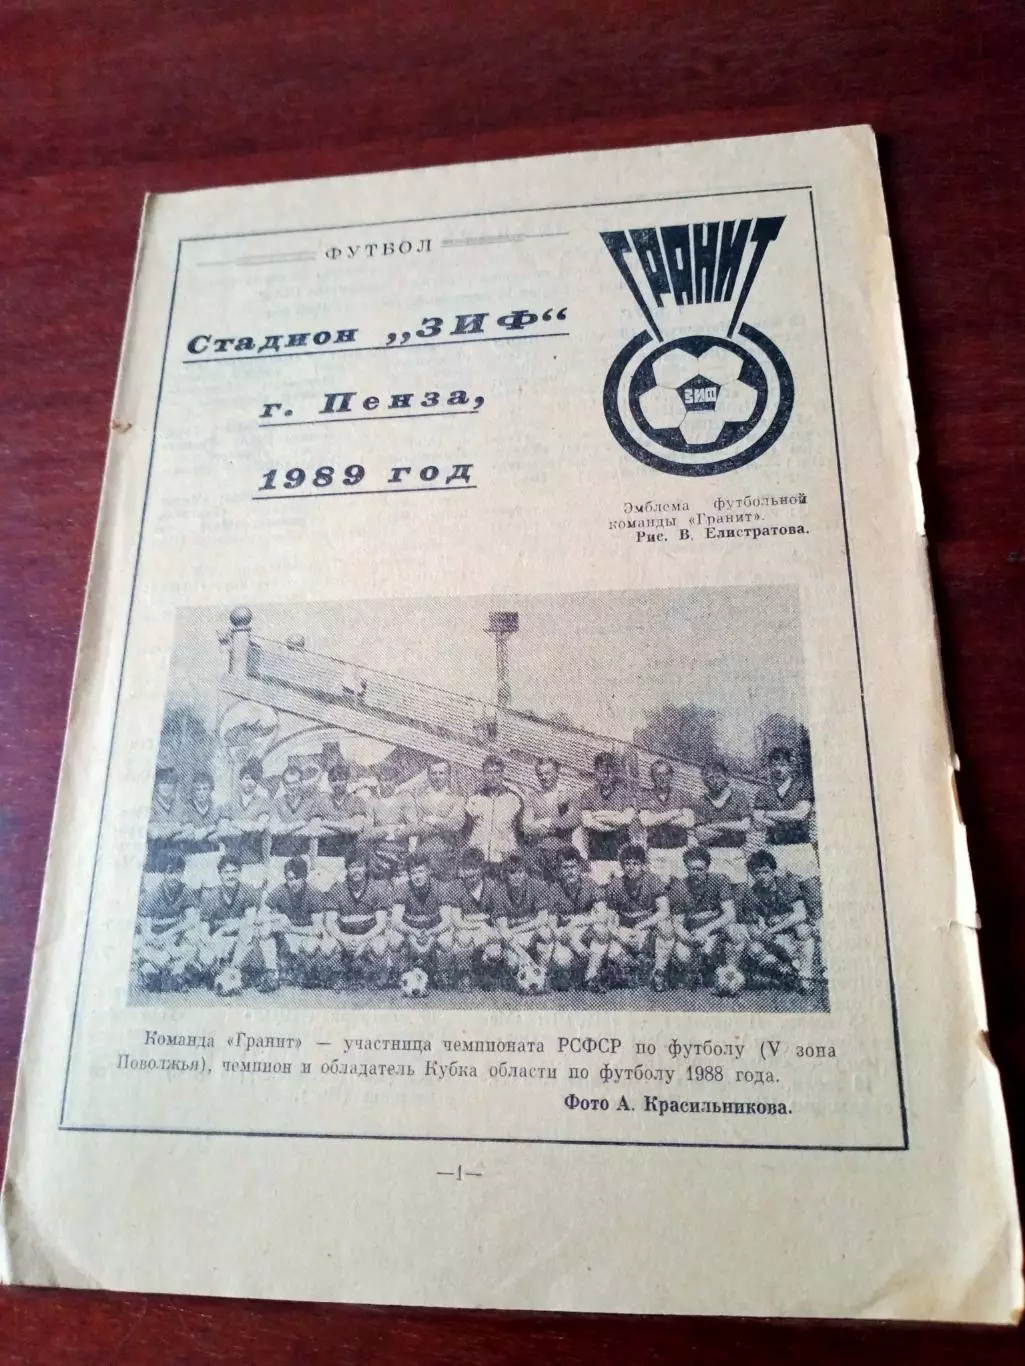 ФУТБОЛ
Стадион „ЗИФ“
г. Пенза,
1989 год
ГРАНИТ
ЗИФ
Эмблема футбольной
команды «Гранит».
Рис. В. Елистратова.
Команда «Гранит» — участница чемпионата РСФСР по футболу (V зона
Поволжья), чемпион и обладатель Кубка области по футболу 1988 года.
Фото А. Красильникова.
—1—